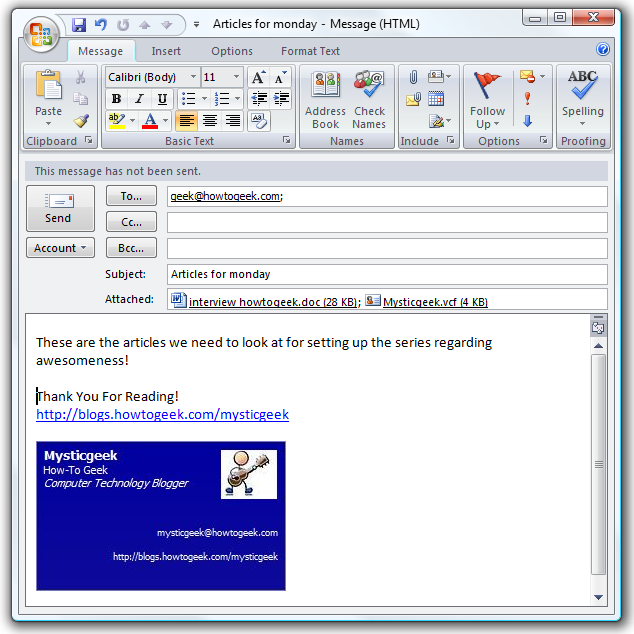 Articles for monday - Message (HTML)
Message Insert Options Format Text
Calibri (Body) 11 A A
Paste
B I U
ab A
Address Book
Check Names
Follow Up
ABC
Spelling
Clipboard Basic Text Names Include Options Proofing
This message has not been sent.
Send
To... geek@howtogeek.com;
Cc...
Account Bcc...
Subject: Articles for monday
Attached: interview howtogeek.doc (28 KB); Mysticgeek.vcf (4 KB)
These are the articles we need to look at for setting up the series regarding
awesomeness!
Thank You For Reading!
http://blogs.howtogeek.com/mysticgeek
Mysticgeek
How-To Geek
Computer Technology Blogger
mysticgeek@howtogeek.com
http://blogs.howtogeek.com/mysticgeek